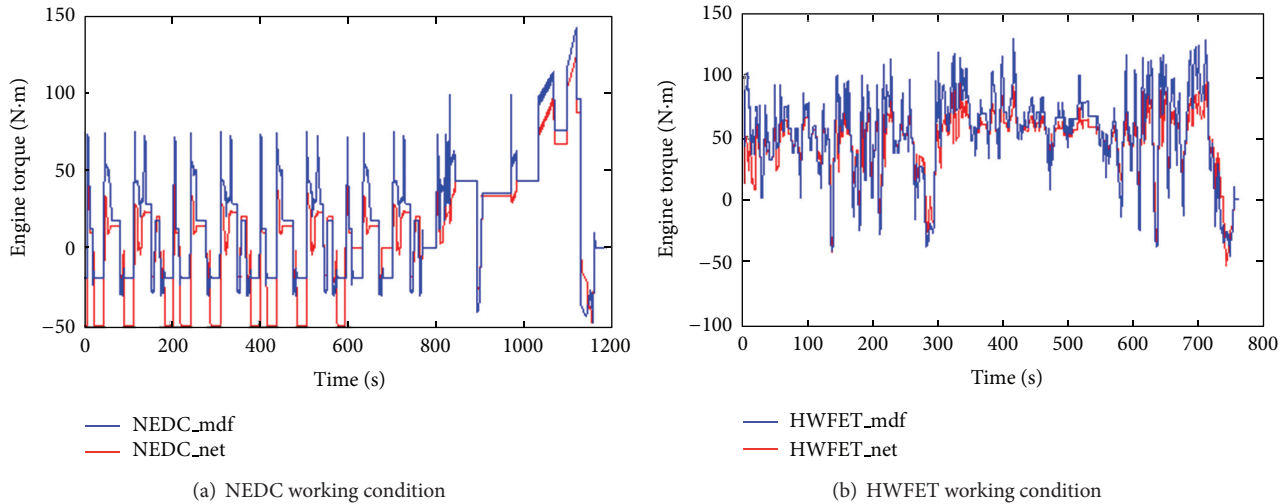 150
100
50
0
−50
Engine torque (N·m)
0
200
400
600
800
1000
1200
Time (s)
NEDC_mdf
NEDC_net
(a) NEDC working condition
150
100
50
0
−50
−100
Engine torque (N·m)
0
100
200
300
400
500
600
700
800
Time (s)
HWFET_mdf
HWFET_net
(b) HWFET working condition